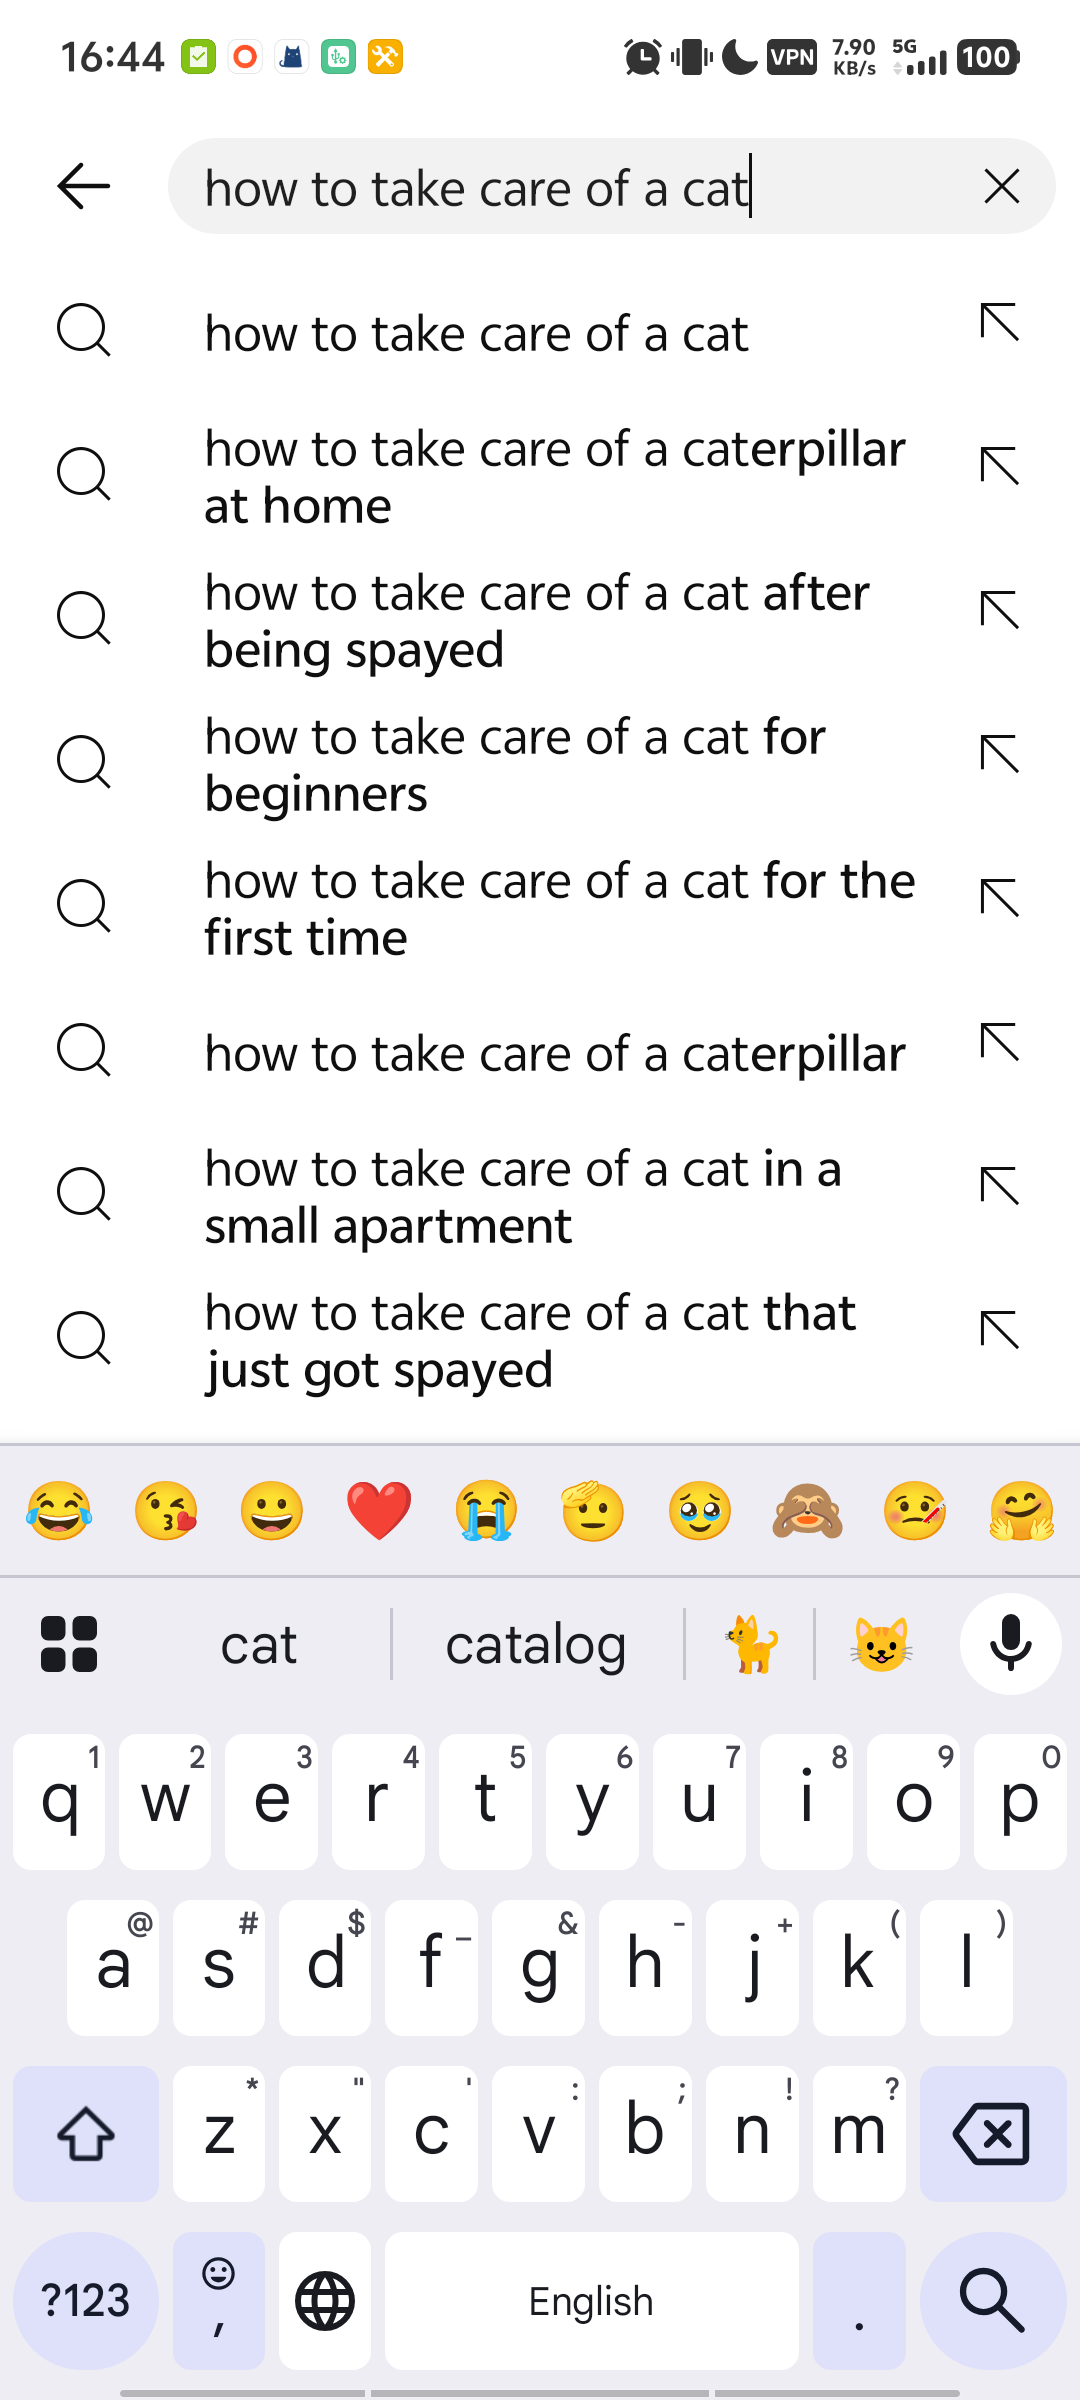 16:44 VPN 7.90 KB/s 5G 100
how to take care of a cat
how to take care of a cat
how to take care of a caterpillar
at home
how to take care of a cat after
being spayed
how to take care of a cat for
beginners
how to take care of a cat for the
first time
how to take care of a caterpillar
how to take care of a cat in a
small apartment
how to take care of a cat that
just got spayed
cat catalog
1 2 3 4 5 6 7 8 9 0
q w e r t y u i o p
@ # $ _ & - + ( )
a s d f g h j k l
* " ' : ; ! ?
z x c v b n m
?123 , English .